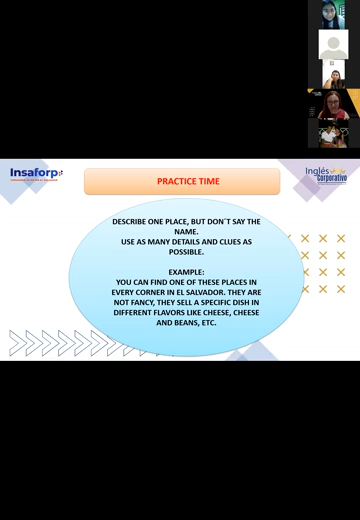 Insaforp
PRACTICE TIME
Inglés
Corporativo
DESCRIBE ONE PLACE, BUT DON´T SAY THE
NAME.
USE AS MANY DETAILS AND CLUES AS
POSSIBLE.
EXAMPLE:
YOU CAN FIND ONE OF THESE PLACES IN
EVERY CORNER IN EL SALVADOR. THEY ARE
NOT FANCY, THEY SELL A SPECIFIC DISH IN
DIFFERENT FLAVORS LIKE CHEESE, CHEESE
AND BEANS, ETC.